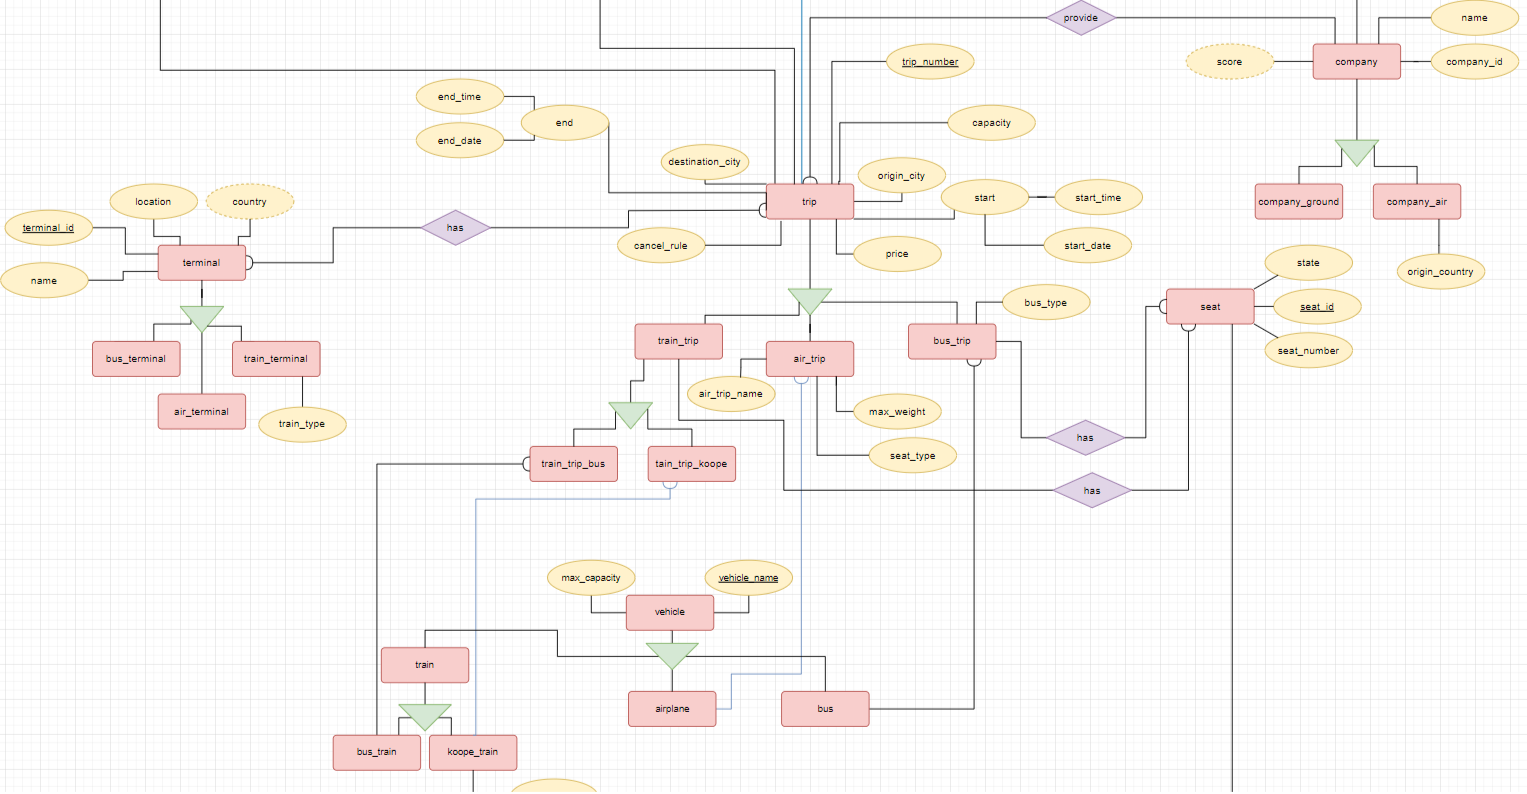 provide
name
trip_number
score
company
company_id
end_time
end
capacity
end_date
destination_city
origin_city
location
country
trip
start
start_time
company_ground
company_air
terminal_id
has
cancel_rule
price
start_date
terminal
state
origin_country
name
bus_type
seat
seat_id
bus_terminal
train_terminal
train_trip
air_trip
bus_trip
seat_number
air_trip_name
air_terminal
train_type
max_weight
has
seat_type
train_trip_bus
tain_trip_koope
has
max_capacity
vehicle_name
vehicle
train
airplane
bus
bus_train
koope_train